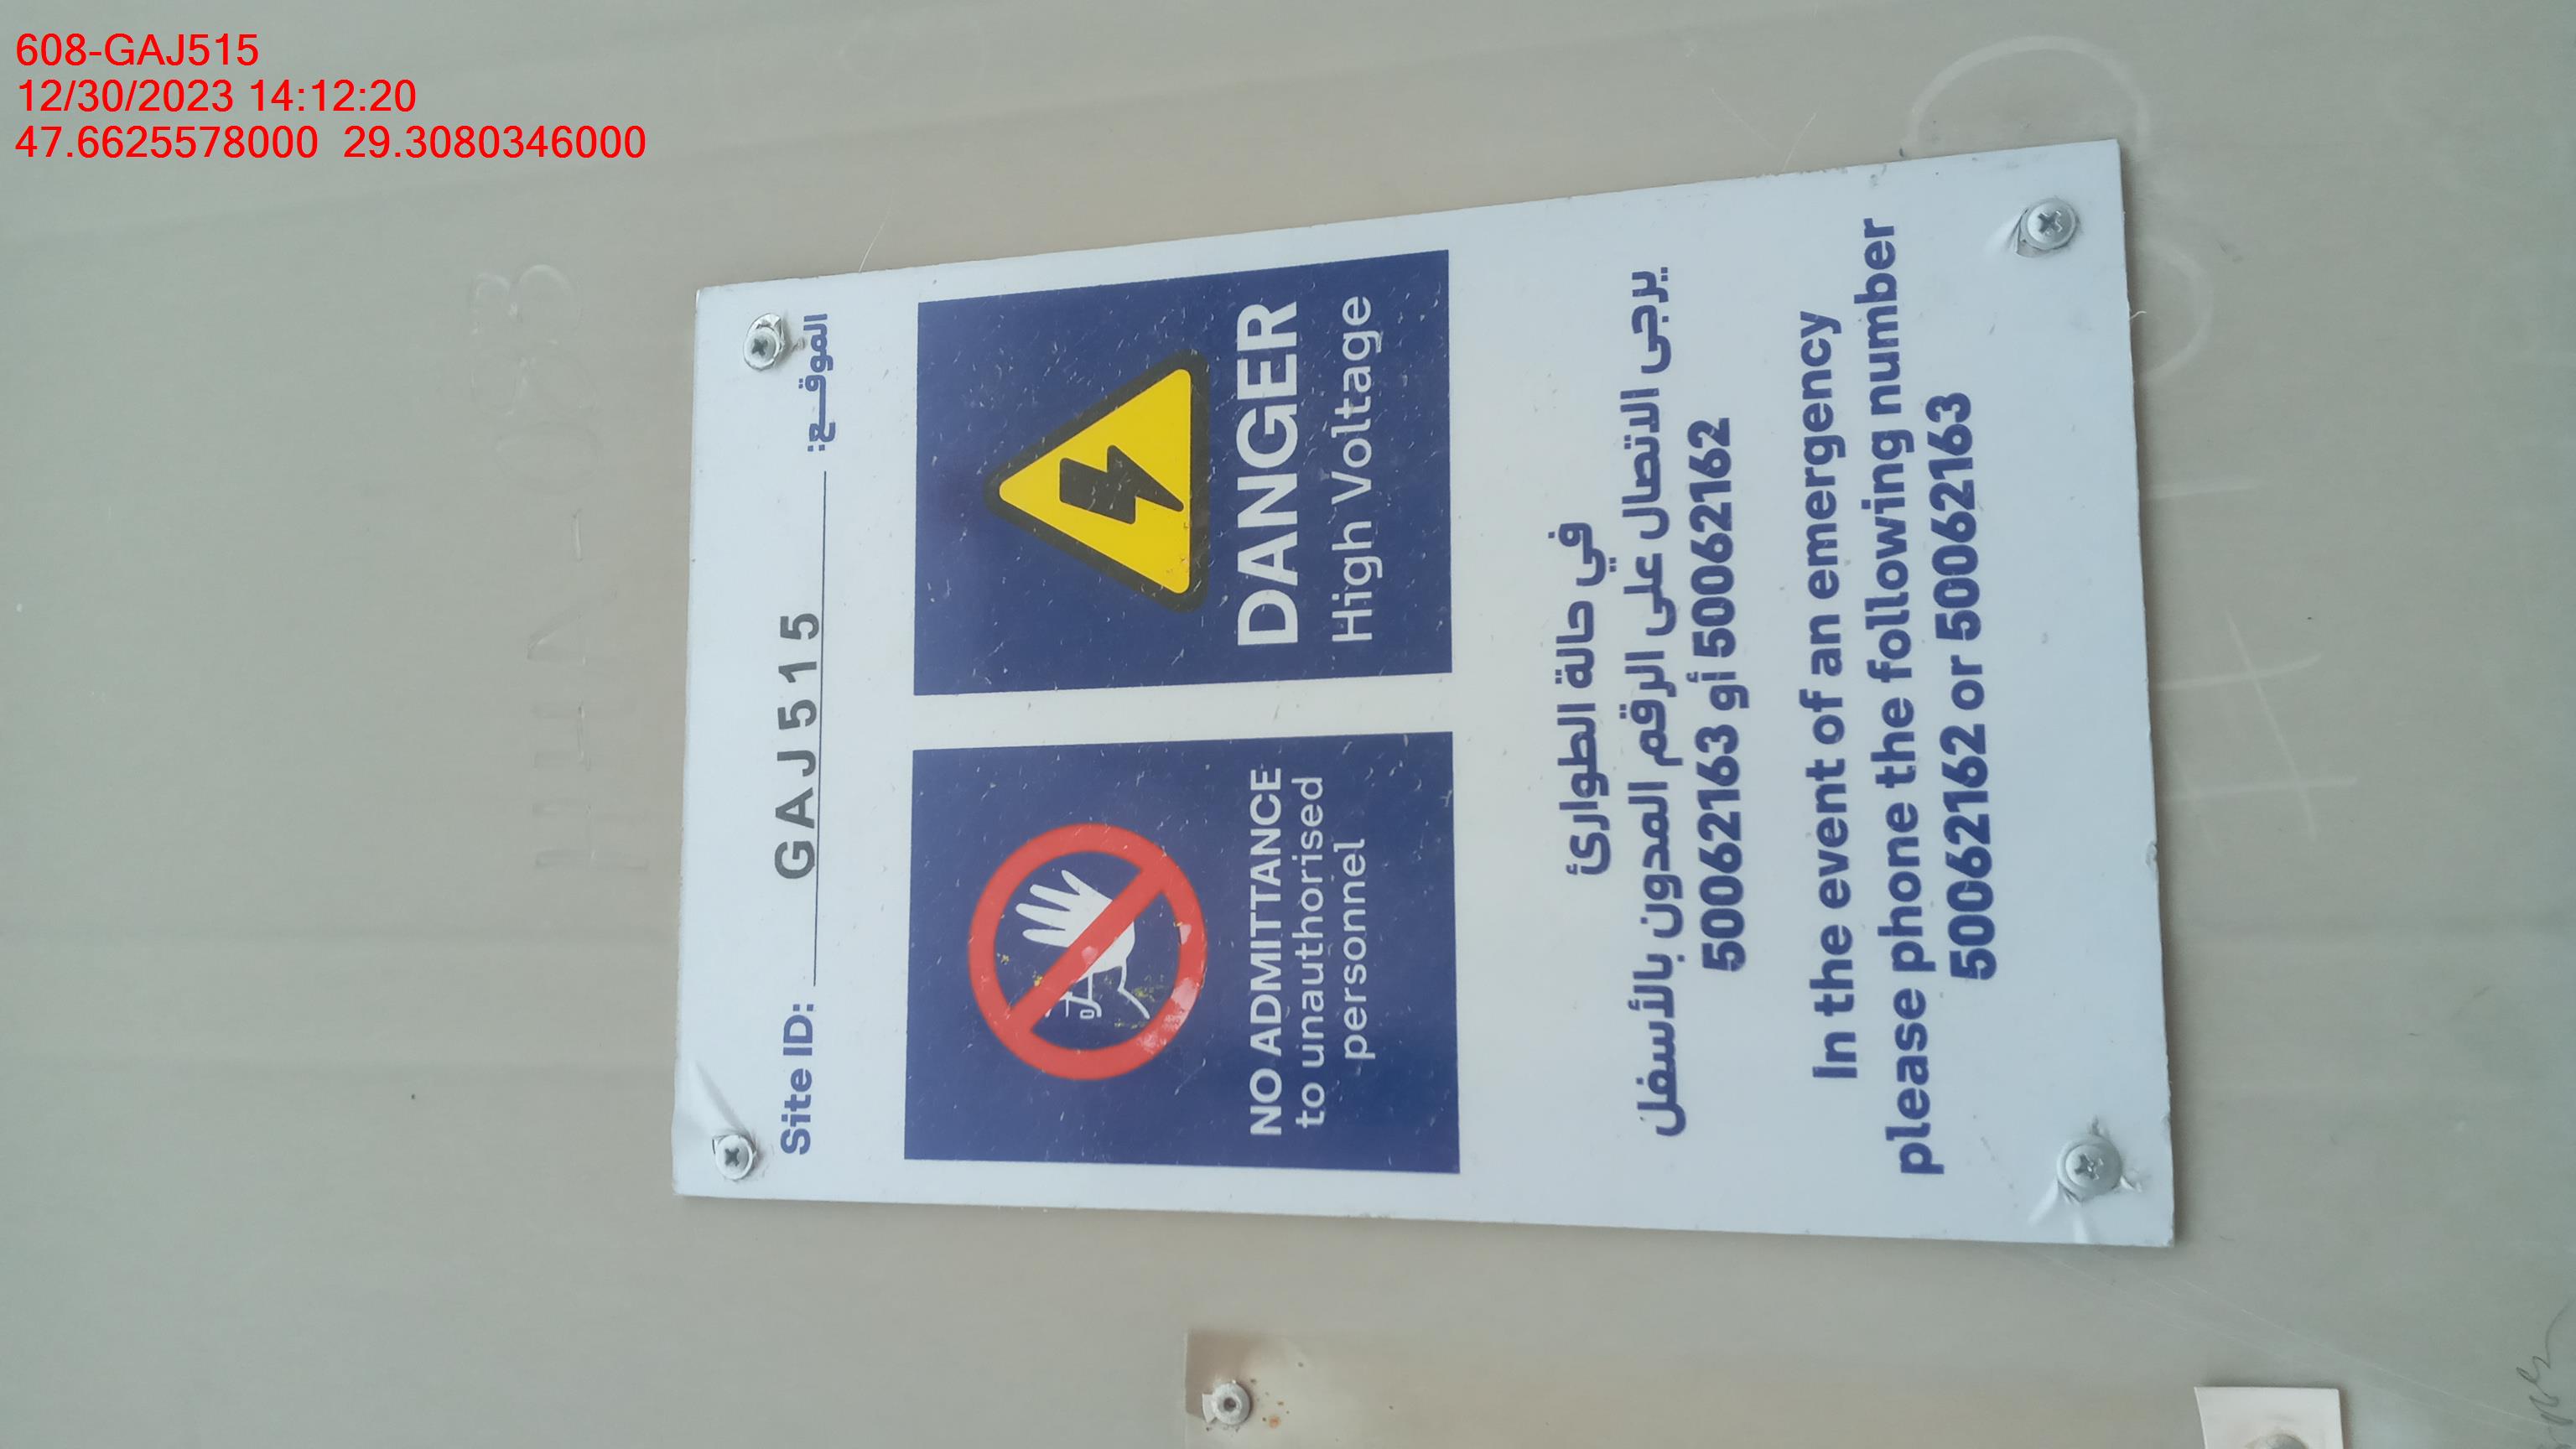 608-GAJ515
12/30/2023 14:12:20
47.6625578000 29.3080346000
Site ID: GAJ515 الموقــع:
NO ADMITTANCE
to unauthorised
personnel
DANGER
High Voltage
في حالة الطوارئ
يرجى الاتصال على الرقم المدون بالأسفل
50062162 أو 50062163
In the event of an emergency
please phone the following number
50062162 or 50062163